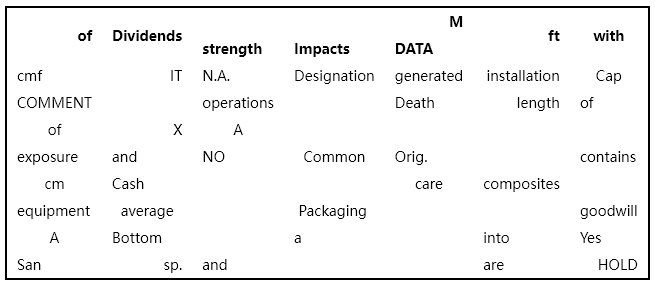 of Dividends strength Impacts M DATA ft with
cmf IT N.A. Designation generated installation Cap
COMMENT operations Death length of
of X A
exposure and NO Common Orig. contains
cm Cash care composites
equipment average Packaging goodwill
A Bottom a into Yes
San sp. and are HOLD